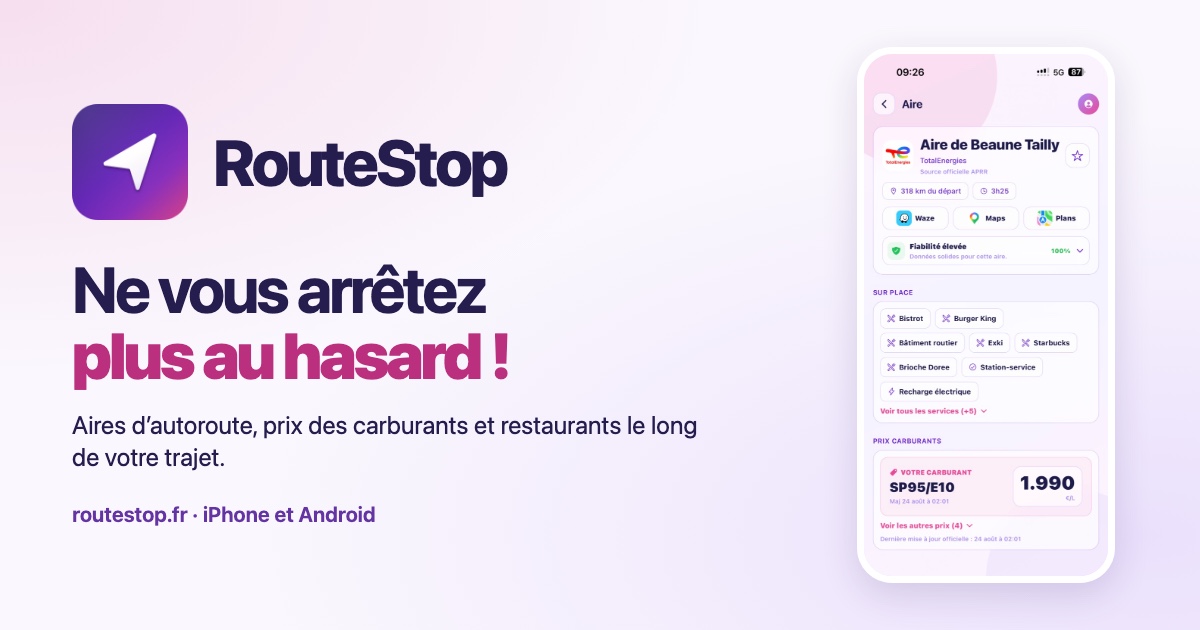 RouteStop
Ne vous arrêtez
plus au hasard !
Aires d’autoroute, prix des carburants et restaurants le long
de votre trajet.
routestop.fr · iPhone et Android
09:26
5G 87
Aire
Aire de Beaune Tailly
TotalEnergies
TotalEnergies
Source officielle APRR
318 km du départ
3h25
Waze
Maps
Plans
Fiabilité élevée
Données solides pour cette aire.
100%
SUR PLACE
Bistrot
Burger King
Bâtiment routier
Exki
Starbucks
Brioche Doree
Station-service
Recharge électrique
Voir tous les services (+6)
PRIX CARBURANTS
VOTRE CARBURANT
SP95/E10
Maj 24 août à 02:01
1.990
€/L
Voir les autres prix (4)
Dernière mise à jour officielle : 24 août à 02:01